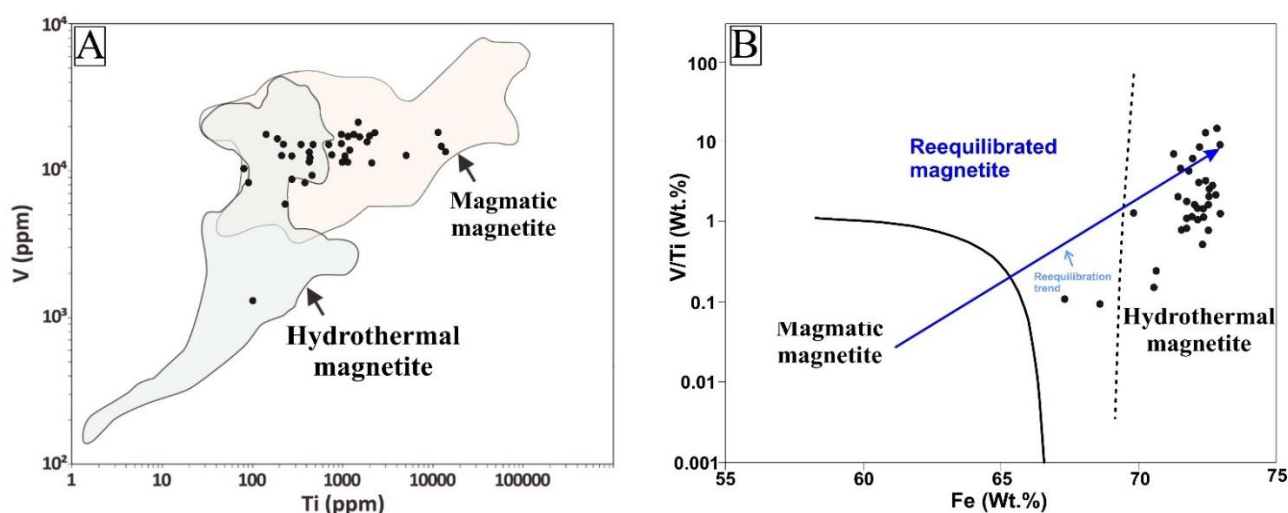 A
10⁴
10⁴
10³
10²
V (ppm)
1
10
100
1000
10000
100000
Ti (ppm)
Magmatic
magnetite
Hydrothermal
magnetite
B
100
10
1
0.1
0.01
0.001
V/Ti (Wt.%)
55
60
65
70
75
Fe (Wt.%)
Reequilibrated
magnetite
Reequilibration
trend
Magmatic
magnetite
Hydrothermal
magnetite